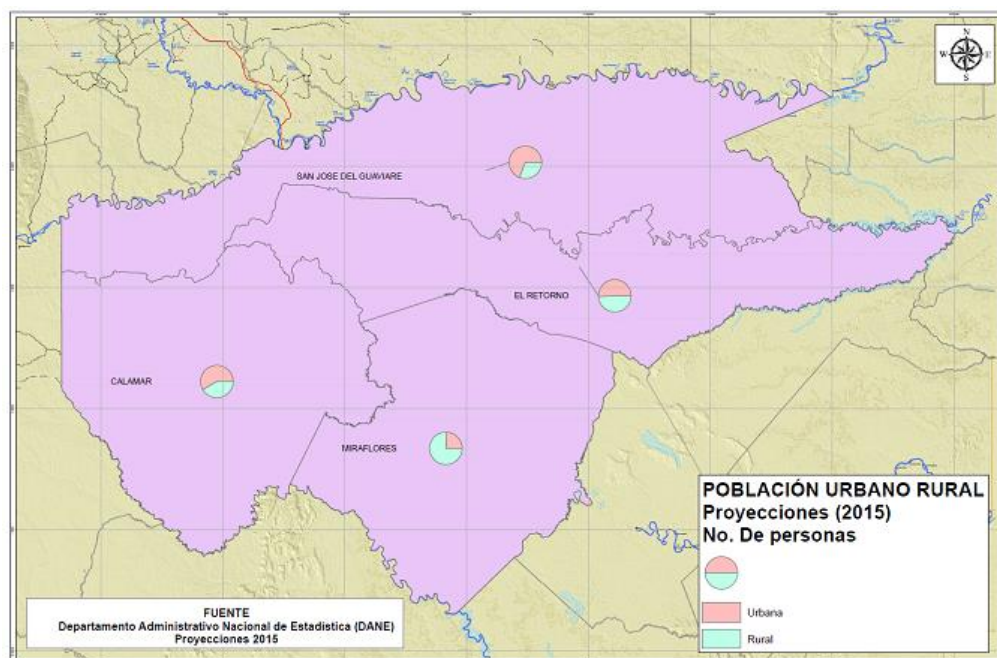 N
W E
S
SAN JOSE DEL GUAVIARE
EL RETORNO
CALAMAR
MIRAFLORES
POBLACIÓN URBANO RURAL
Proyecciones (2015)
No. De personas
Urbana
Rural
FUENTE
Departamento Administrativo Nacional de Estadística (DANE)
Proyecciones 2015